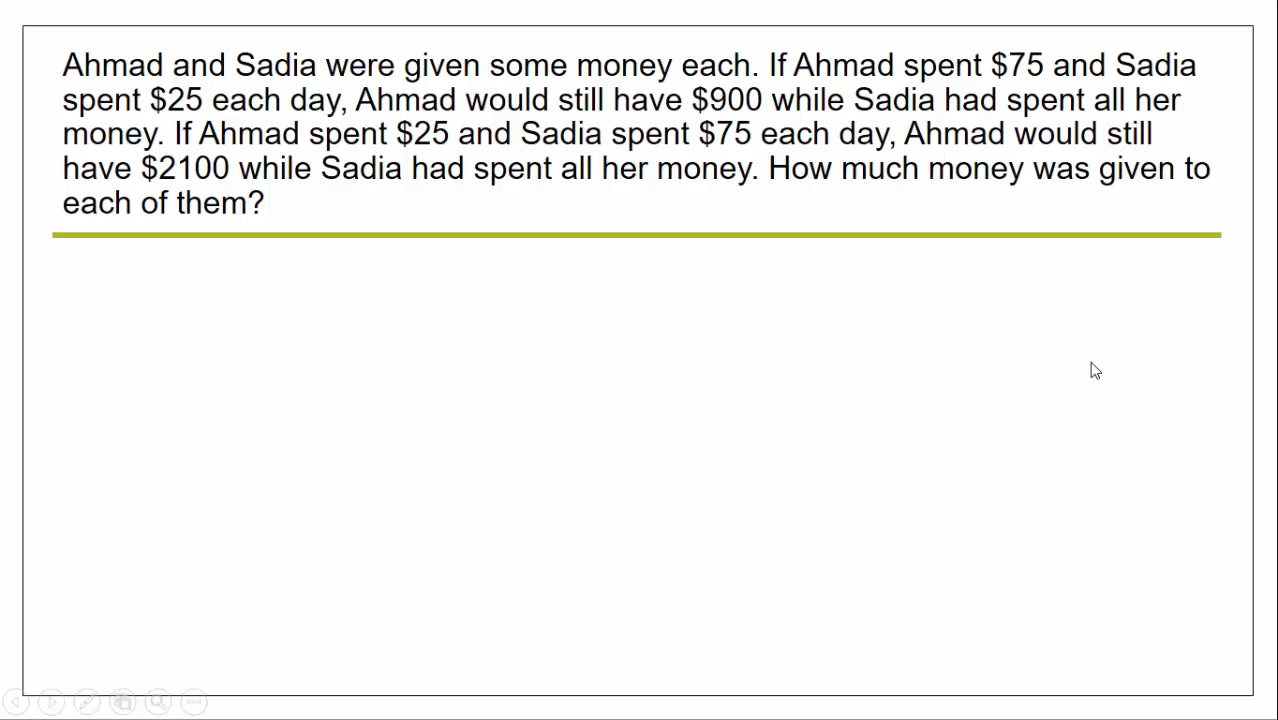 Ahmad and Sadia were given some money each. If Ahmad spent $75 and Sadia
spent $25 each day, Ahmad would still have $900 while Sadia had spent all her
money. If Ahmad spent $25 and Sadia spent $75 each day, Ahmad would still
have $2100 while Sadia had spent all her money. How much money was given to
each of them?